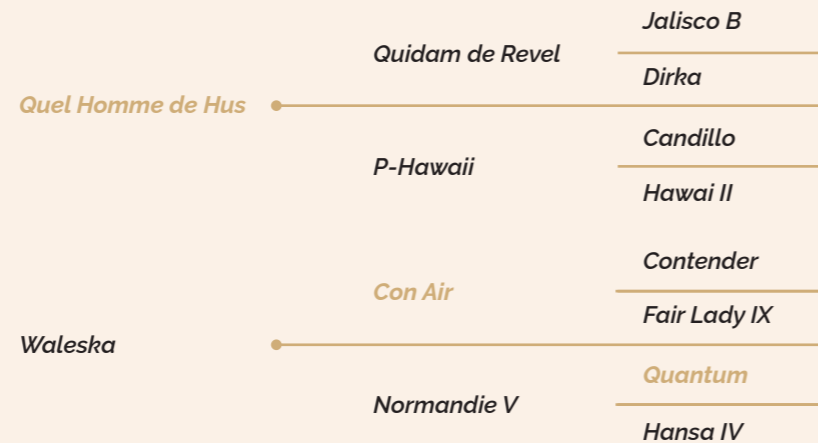 Jalisco B
Quidam de Revel
Dirka
Quel Homme de Hus
Candillo
P-Hawaii
Hawai II
Contender
Con Air
Fair Lady IX
Waleska
Quantum
Normandie V
Hansa IV